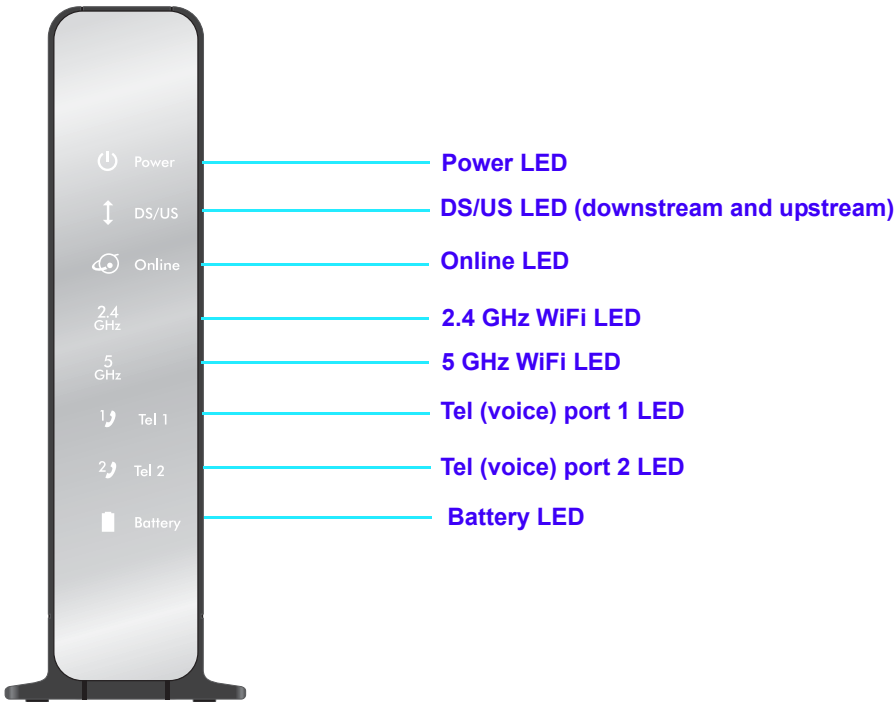 Power
Power LED
DS/US
DS/US LED (downstream and upstream)
Online
Online LED
2.4
GHz
2.4 GHz WiFi LED
5
GHz
5 GHz WiFi LED
1 Tel 1
Tel (voice) port 1 LED
2 Tel 2
Tel (voice) port 2 LED
Battery
Battery LED